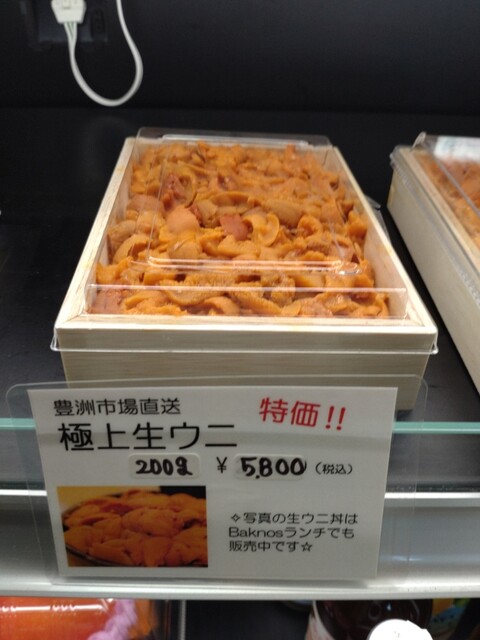 豊洲市場直送
特価!!
極上生ウニ
200g ¥5,800(税込)
✧写真の生ウニ丼は
Baknosランチでも
販売中です☆